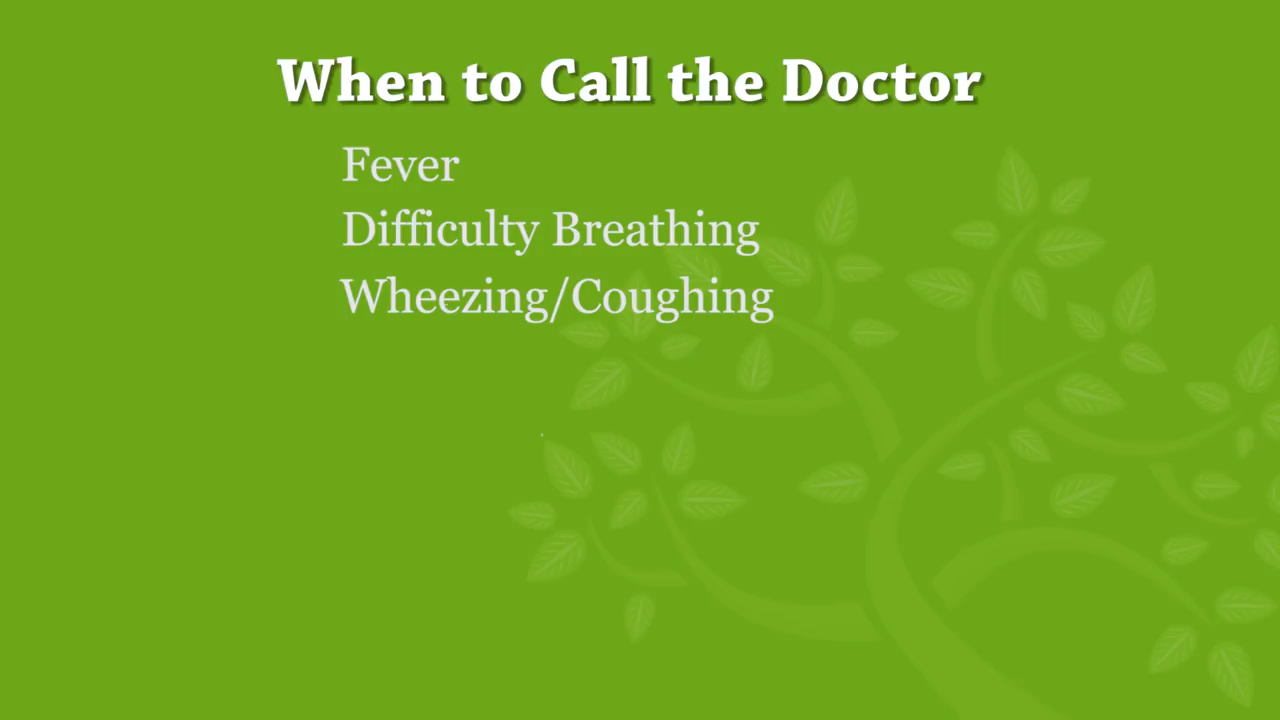 When to Call the Doctor
Fever
Difficulty Breathing
Wheezing/Coughing